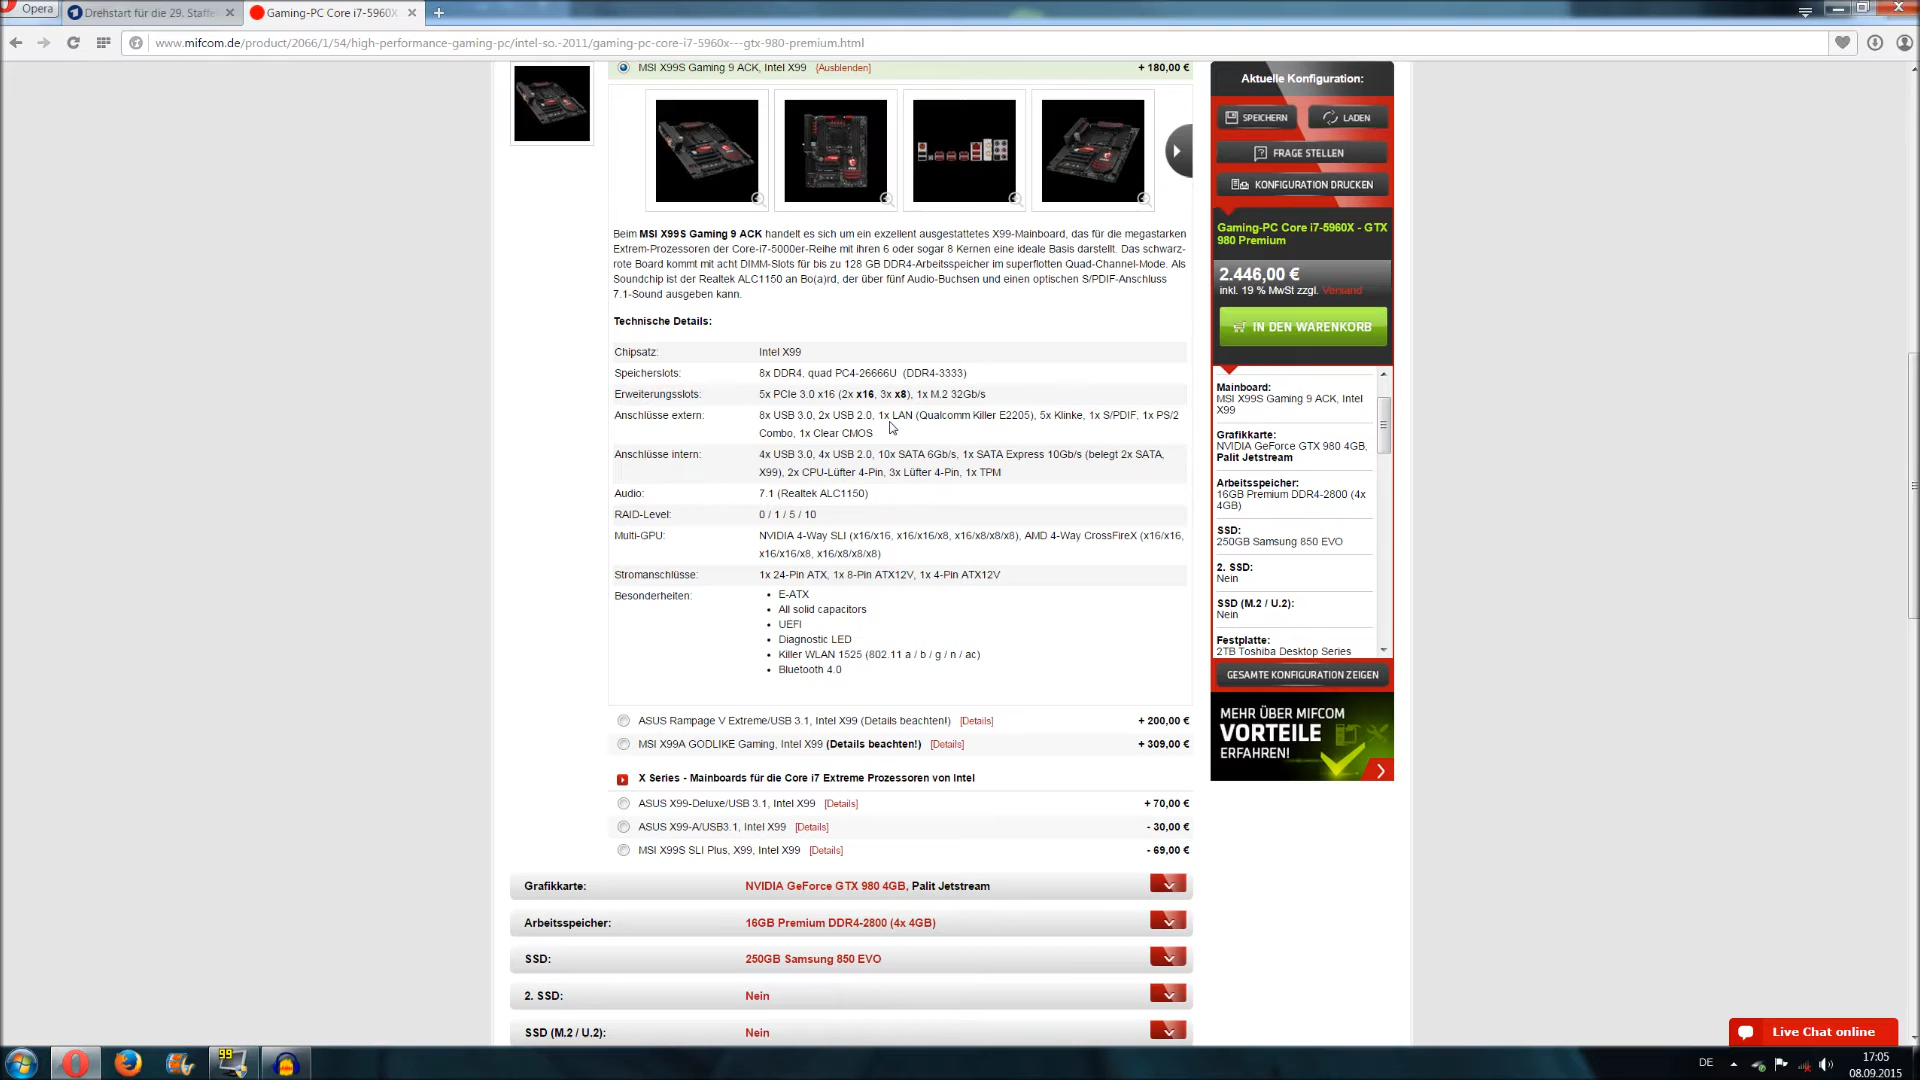 Opera
Drehstart für die 29. Staffe
Gaming-PC Core i7-5960X
www.mifcom.de/product/2066/1/54/high-performance-gaming-pc/intel-so.-2011/gaming-pc-core-i7-5960x---gtx-980-premium.html
MSI X99S Gaming 9 ACK, Intel X99 [Ausblenden] + 180,00 €
Beim MSI X99S Gaming 9 ACK handelt es sich um ein exzellent ausgestattetes X99-Mainboard, das für die megastarken
Extrem-Prozessoren der Core-i7-5000er-Reihe mit ihren 6 oder sogar 8 Kernen eine ideale Basis darstellt. Das schwarz-
rote Board kommt mit acht DIMM-Slots für bis zu 128 GB DDR4-Arbeitsspeicher im superflotten Quad-Channel-Mode. Als
Soundchip ist der Realtek ALC1150 an Bo(a)rd, der über fünf Audio-Buchsen und einen optischen S/PDIF-Anschluss
7.1-Sound ausgeben kann.
Technische Details:
Chipsatz: Intel X99
Speicherslots: 8x DDR4, quad PC4-26666U (DDR4-3333)
Erweiterungsslots: 5x PCIe 3.0 x16 (2x x16, 3x x8), 1x M.2 32Gb/s
Anschlüsse extern: 8x USB 3.0, 2x USB 2.0, 1x LAN (Qualcomm Killer E2205), 5x Klinke, 1x S/PDIF, 1x PS/2
Combo, 1x Clear CMOS
Anschlüsse intern: 4x USB 3.0, 4x USB 2.0, 10x SATA 6Gb/s, 1x SATA Express 10Gb/s (belegt 2x SATA,
X99), 2x CPU-Lüfter 4-Pin, 3x Lüfter 4-Pin, 1x TPM
Audio: 7.1 (Realtek ALC1150)
RAID-Level: 0 / 1 / 5 / 10
Multi-GPU: NVIDIA 4-Way SLI (x16/x16, x16/x16/x8, x16/x8/x8/x8), AMD 4-Way CrossFireX (x16/x16,
x16/x16/x8, x16/x8/x8/x8)
Stromanschlüsse: 1x 24-Pin ATX, 1x 8-Pin ATX12V, 1x 4-Pin ATX12V
Besonderheiten:
• E-ATX
• All solid capacitors
• UEFI
• Diagnostic LED
• Killer WLAN 1525 (802.11 a / b / g / n / ac)
• Bluetooth 4.0
ASUS Rampage V Extreme/USB 3.1, Intel X99 (Details beachten!) [Details] + 200,00 €
MSI X99A GODLIKE Gaming, Intel X99 (Details beachten!) [Details] + 309,00 €
X Series - Mainboards für die Core i7 Extreme Prozessoren von Intel
ASUS X99-Deluxe/USB 3.1, Intel X99 [Details] + 70,00 €
ASUS X99-A/USB3.1, Intel X99 [Details] - 30,00 €
MSI X99S SLI Plus, X99, Intel X99 [Details] - 69,00 €
Grafikkarte: NVIDIA GeForce GTX 980 4GB, Palit Jetstream
Arbeitsspeicher: 16GB Premium DDR4-2800 (4x 4GB)
SSD: 250GB Samsung 850 EVO
2. SSD: Nein
SSD (M.2 / U.2): Nein
Aktuelle Konfiguration:
SPEICHERN
LADEN
FRAGE STELLEN
KONFIGURATION DRUCKEN
Gaming-PC Core i7-5960X - GTX
980 Premium
2.446,00 €
inkl. 19 % MwSt zzgl. Versand
IN DEN WARENKORB
Mainboard:
MSI X99S Gaming 9 ACK, Intel
X99
Grafikkarte:
NVIDIA GeForce GTX 980 4GB,
Palit Jetstream
Arbeitsspeicher:
16GB Premium DDR4-2800 (4x
4GB)
SSD:
250GB Samsung 850 EVO
2. SSD:
Nein
SSD (M.2 / U.2):
Nein
Festplatte:
2TB Toshiba Desktop Series
GESAMTE KONFIGURATION ZEIGEN
MEHR ÜBER MIFCOM
VORTEILE
ERFAHREN!
Live Chat online
99
DE
17:05
08.09.2015